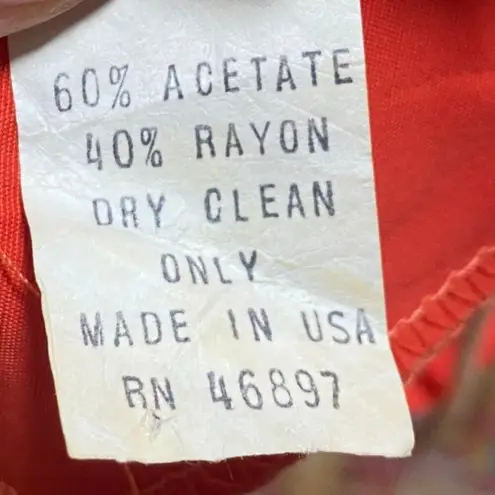 60% ACETATE
40% RAYON
DRY CLEAN
ONLY
MADE IN USA
RN 46897